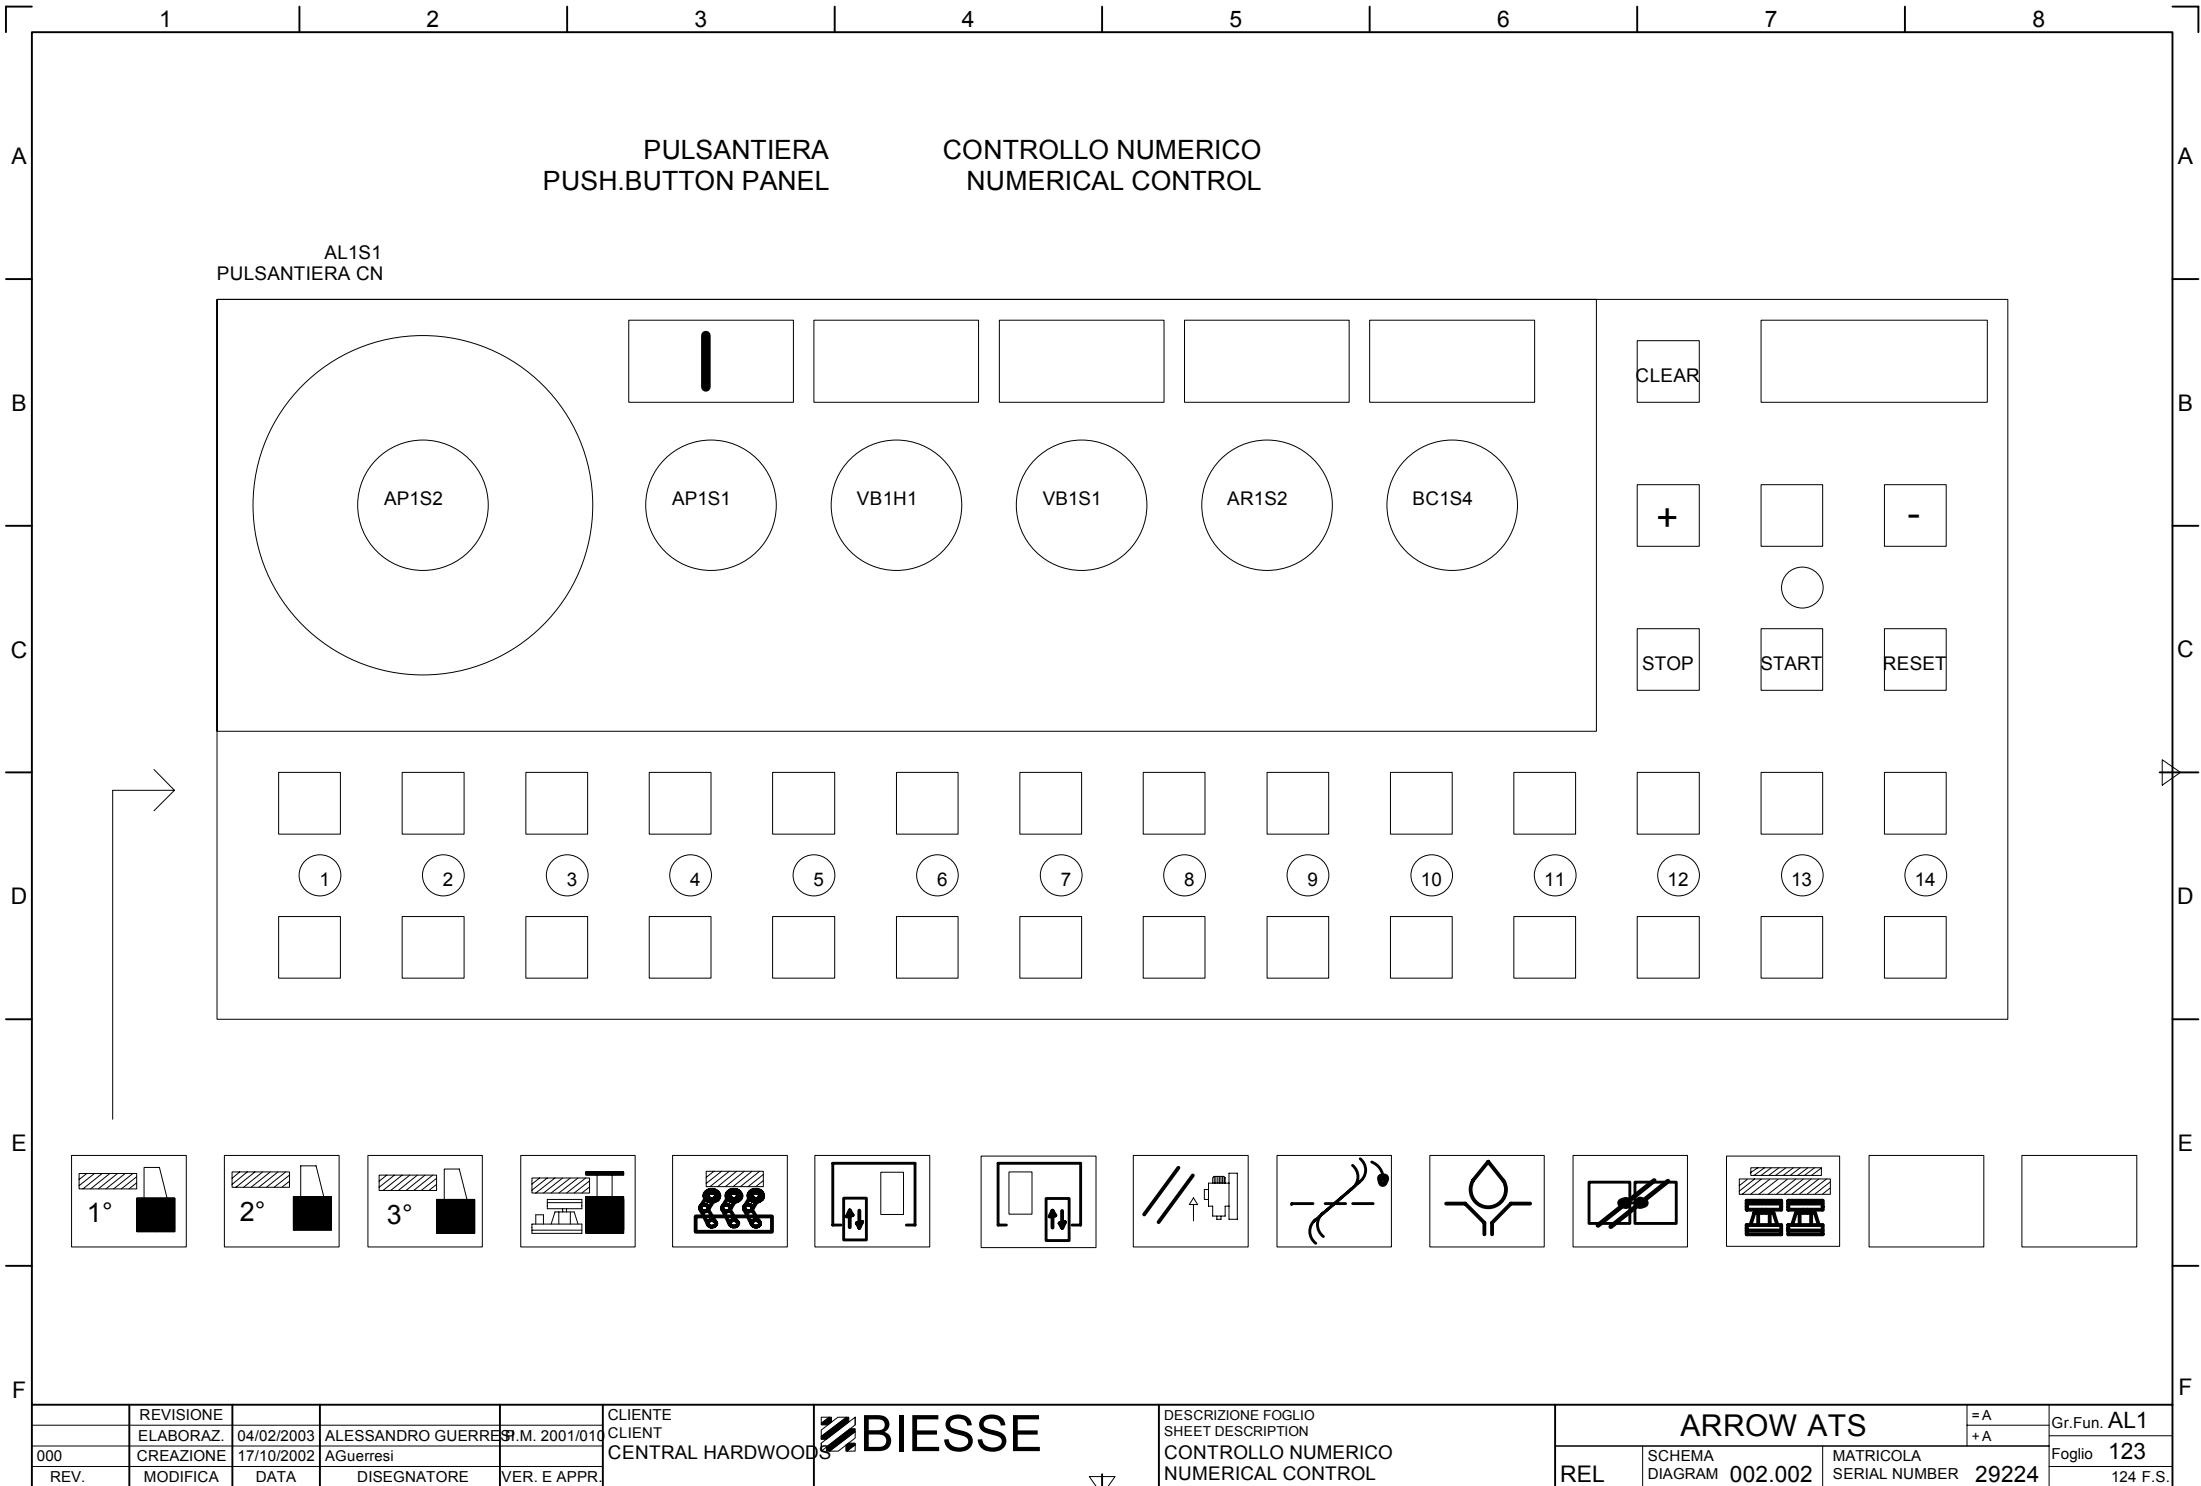 1 2 3 4 5 6 7 8
A A
PULSANTIERA CONTROLLO NUMERICO
PUSH.BUTTON PANEL NUMERICAL CONTROL
AL1S1
PULSANTIERA CN
CLEAR
B B
AP1S2 AP1S1 VB1H1 VB1S1 AR1S2 BC1S4
+ -
C C
STOP START RESET
1 2 3 4 5 6 7 8 9 10 11 12 13 14
D D
E E
1° 2° 3°
F F
REVISIONE
ELABORAZ. 04/02/2003 ALESSANDRO GUERRESI P.M. 2001/010
000 CREAZIONE 17/10/2002 AGuerresi
REV. MODIFICA DATA DISEGNATORE VER. E APPR.
CLIENTE
CLIENT
CENTRAL HARDWOODS
BIESSE
DESCRIZIONE FOGLIO
SHEET DESCRIPTION
CONTROLLO NUMERICO
NUMERICAL CONTROL
ARROW ATS
= A
+ A
REL
SCHEMA
DIAGRAM 002.002
MATRICOLA
SERIAL NUMBER 29224
Gr.Fun. AL1
Foglio 123
124 F.S.